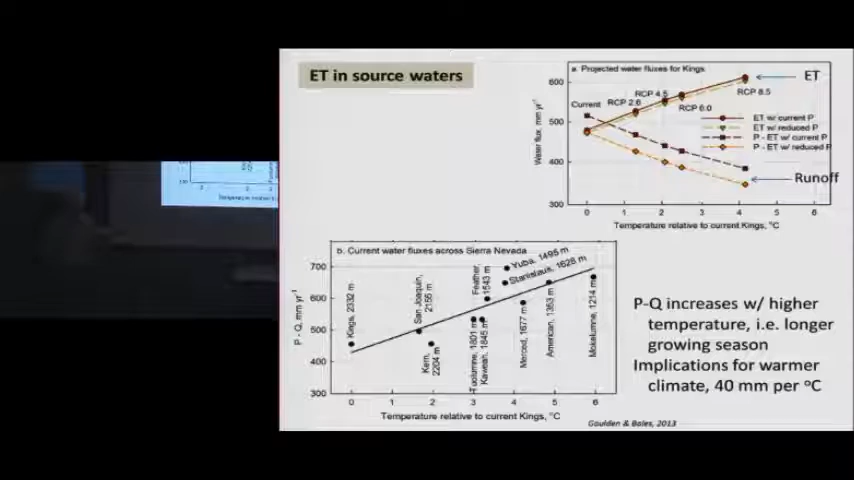 ET in source waters
a. Projected water fluxes for Kings
ET
RCP 8.5
RCP 6.0
RCP 4.5
RCP 2.6
Current
ET w/ current P
ET w/ reduced P
P - ET w/ current P
P - ET w/ reduced P
Runoff
Water flux, mm yr-1
600
500
400
300
0 1 2 3 4 5 6
Temperature relative to current Kings, °C
b. Current water fluxes across Sierra Nevada
P - Q, mm yr-1
700
600
500
400
300
Kings, 2332 m
San Joaquin, 2155 m
Kern, 2204 m
Tuolumne, 1801 m
Kaweah, 1845 m
Feather, 1543 m
Yuba, 1495 m
Stanislaus, 1628 m
Merced, 1677 m
American, 1353 m
Mokelumne, 1214 m
0 1 2 3 4 5 6
Temperature relative to current Kings, °C
P-Q increases w/ higher
temperature, i.e. longer
growing season
Implications for warmer
climate, 40 mm per °C
Goulden & Bales, 2013